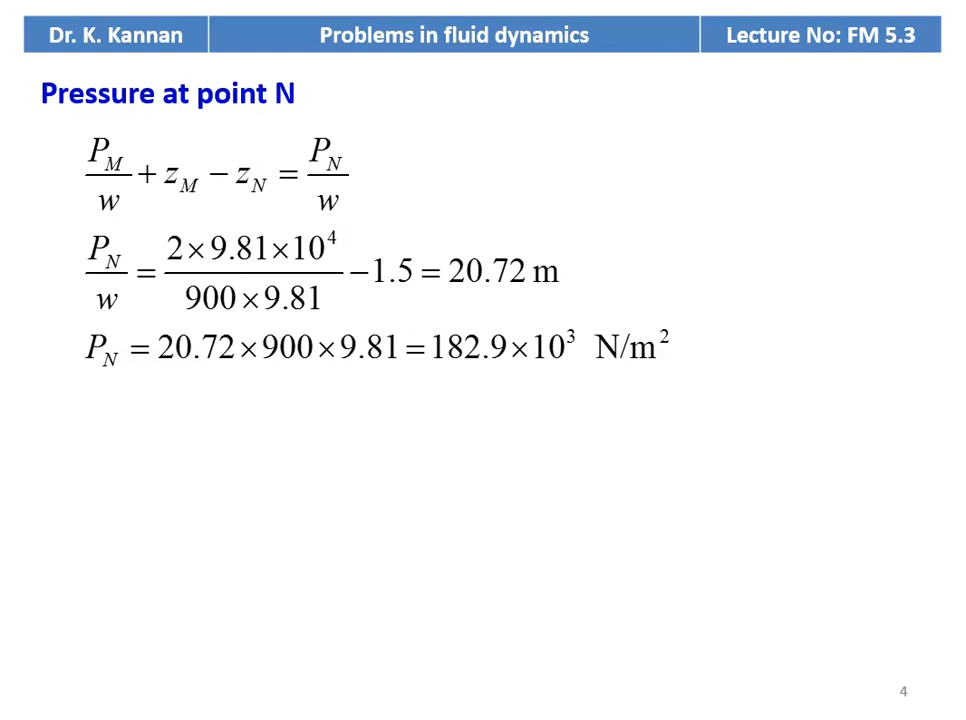 Dr. K. Kannan Problems in fluid dynamics Lecture No: FM 5.3
Pressure at point N
P_M/w + z_M − z_N = P_N/w
P_N/w = (2×9.81×10^4)/(900×9.81) − 1.5 = 20.72 m
P_N = 20.72×900×9.81 = 182.9×10^3 N/m^2
4